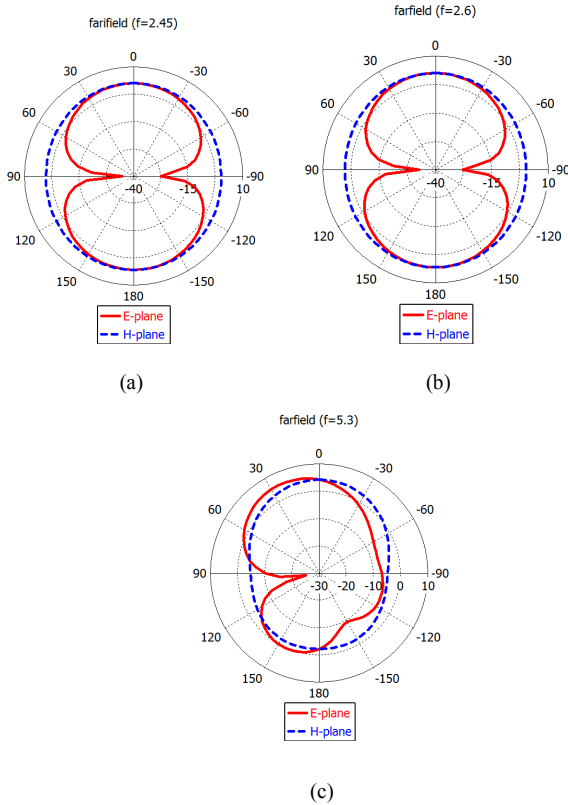 farifield (f=2.45)
0
30 -30
60 -60
90 -40 -15 10 -90
120 -120
150 -150
180
E-plane
H-plane
(a)
farfield (f=2.6)
0
30 -30
60 -60
90 -40 -15 10 -90
120 -120
150 -150
180
E-plane
H-plane
(b)
farfield (f=5.3)
0
30 -30
60 -60
90 -30 -20 -10 0 10 -90
120 -120
150 -150
180
E-plane
H-plane
(c)